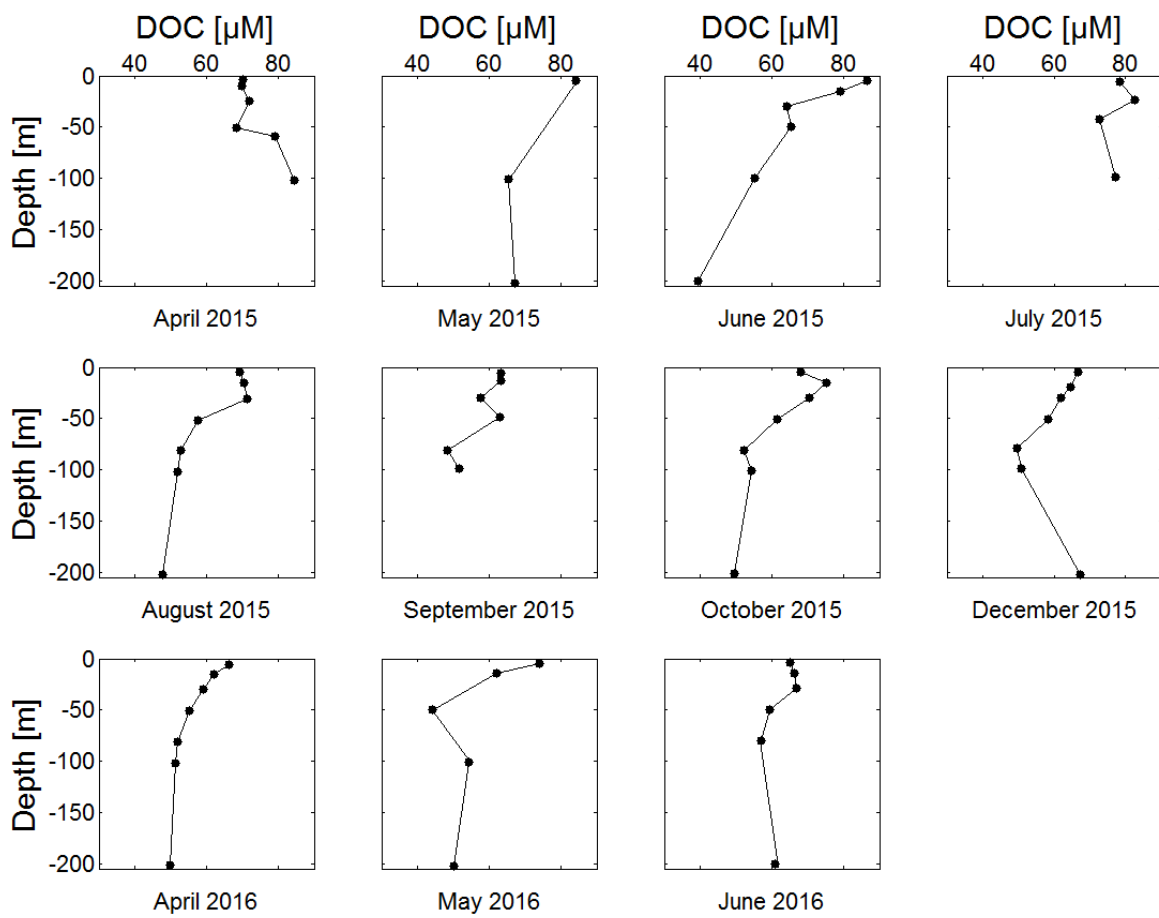 DOC [µM] DOC [µM] DOC [µM] DOC [µM]
40 60 80 40 60 80 40 60 80 40 60 80
Depth [m]
0
-50
-100
-150
-200
April 2015 May 2015 June 2015 July 2015
Depth [m]
0
-50
-100
-150
-200
August 2015 September 2015 October 2015 December 2015
Depth [m]
0
-50
-100
-150
-200
April 2016 May 2016 June 2016